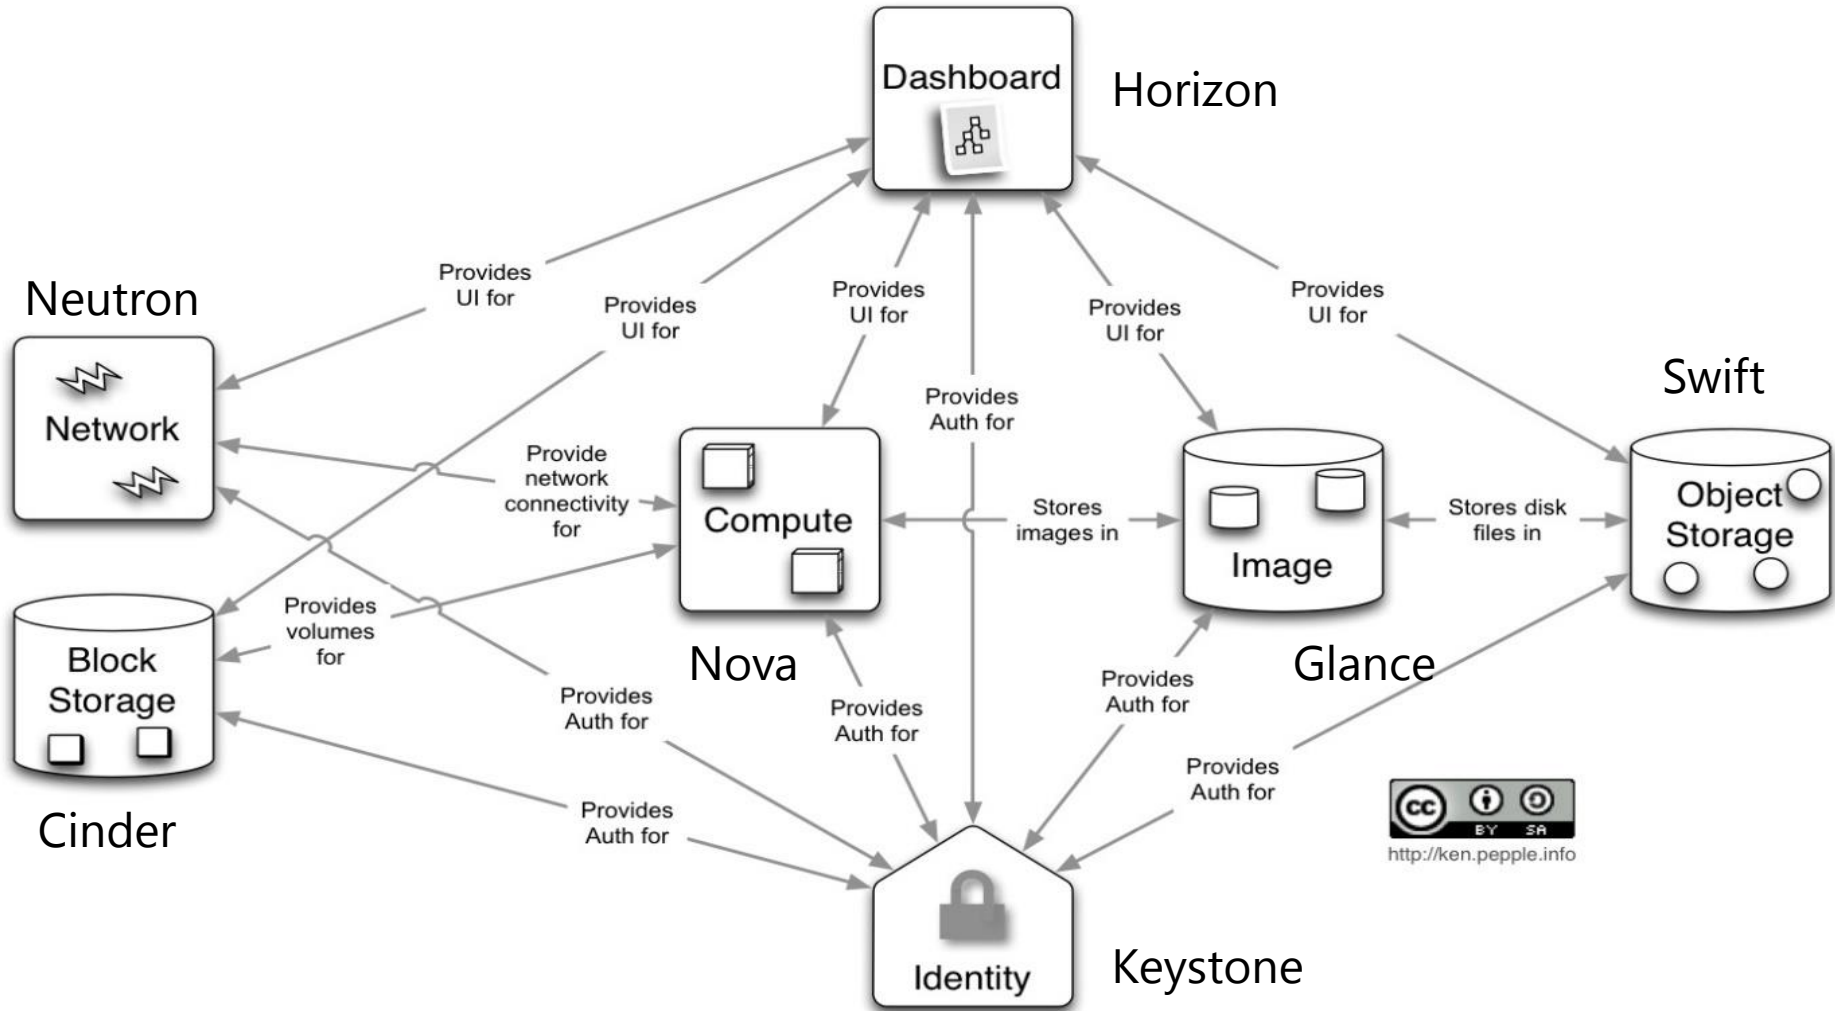 Dashboard
Horizon
Provides
UI for
Provides
UI for
Provides
UI for
Provides
UI for
Provides
UI for
Neutron
Network
Swift
Object
Storage
Provides
Auth for
Provide
network
connectivity
for
Compute
Nova
Stores
images in
Image
Glance
Stores disk
files in
Provides
volumes
for
Block
Storage
Cinder
Provides
Auth for
Provides
Auth for
Provides
Auth for
Provides
Auth for
Provides
Auth for
cc
BY SA
http://ken.pepple.info
Identity
Keystone